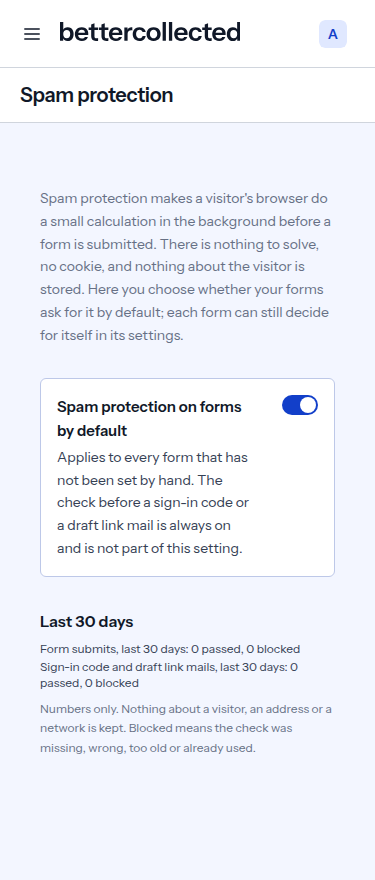 bettercollected
A
Spam protection
Spam protection makes a visitor's browser do
a small calculation in the background before a
form is submitted. There is nothing to solve,
no cookie, and nothing about the visitor is
stored. Here you choose whether your forms
ask for it by default; each form can still decide
for itself in its settings.
Spam protection on forms
by default
Applies to every form that has
not been set by hand. The
check before a sign-in code or
a draft link mail is always on
and is not part of this setting.
Last 30 days
Form submits, last 30 days: 0 passed, 0 blocked
Sign-in code and draft link mails, last 30 days: 0
passed, 0 blocked
Numbers only. Nothing about a visitor, an address or a
network is kept. Blocked means the check was
missing, wrong, too old or already used.